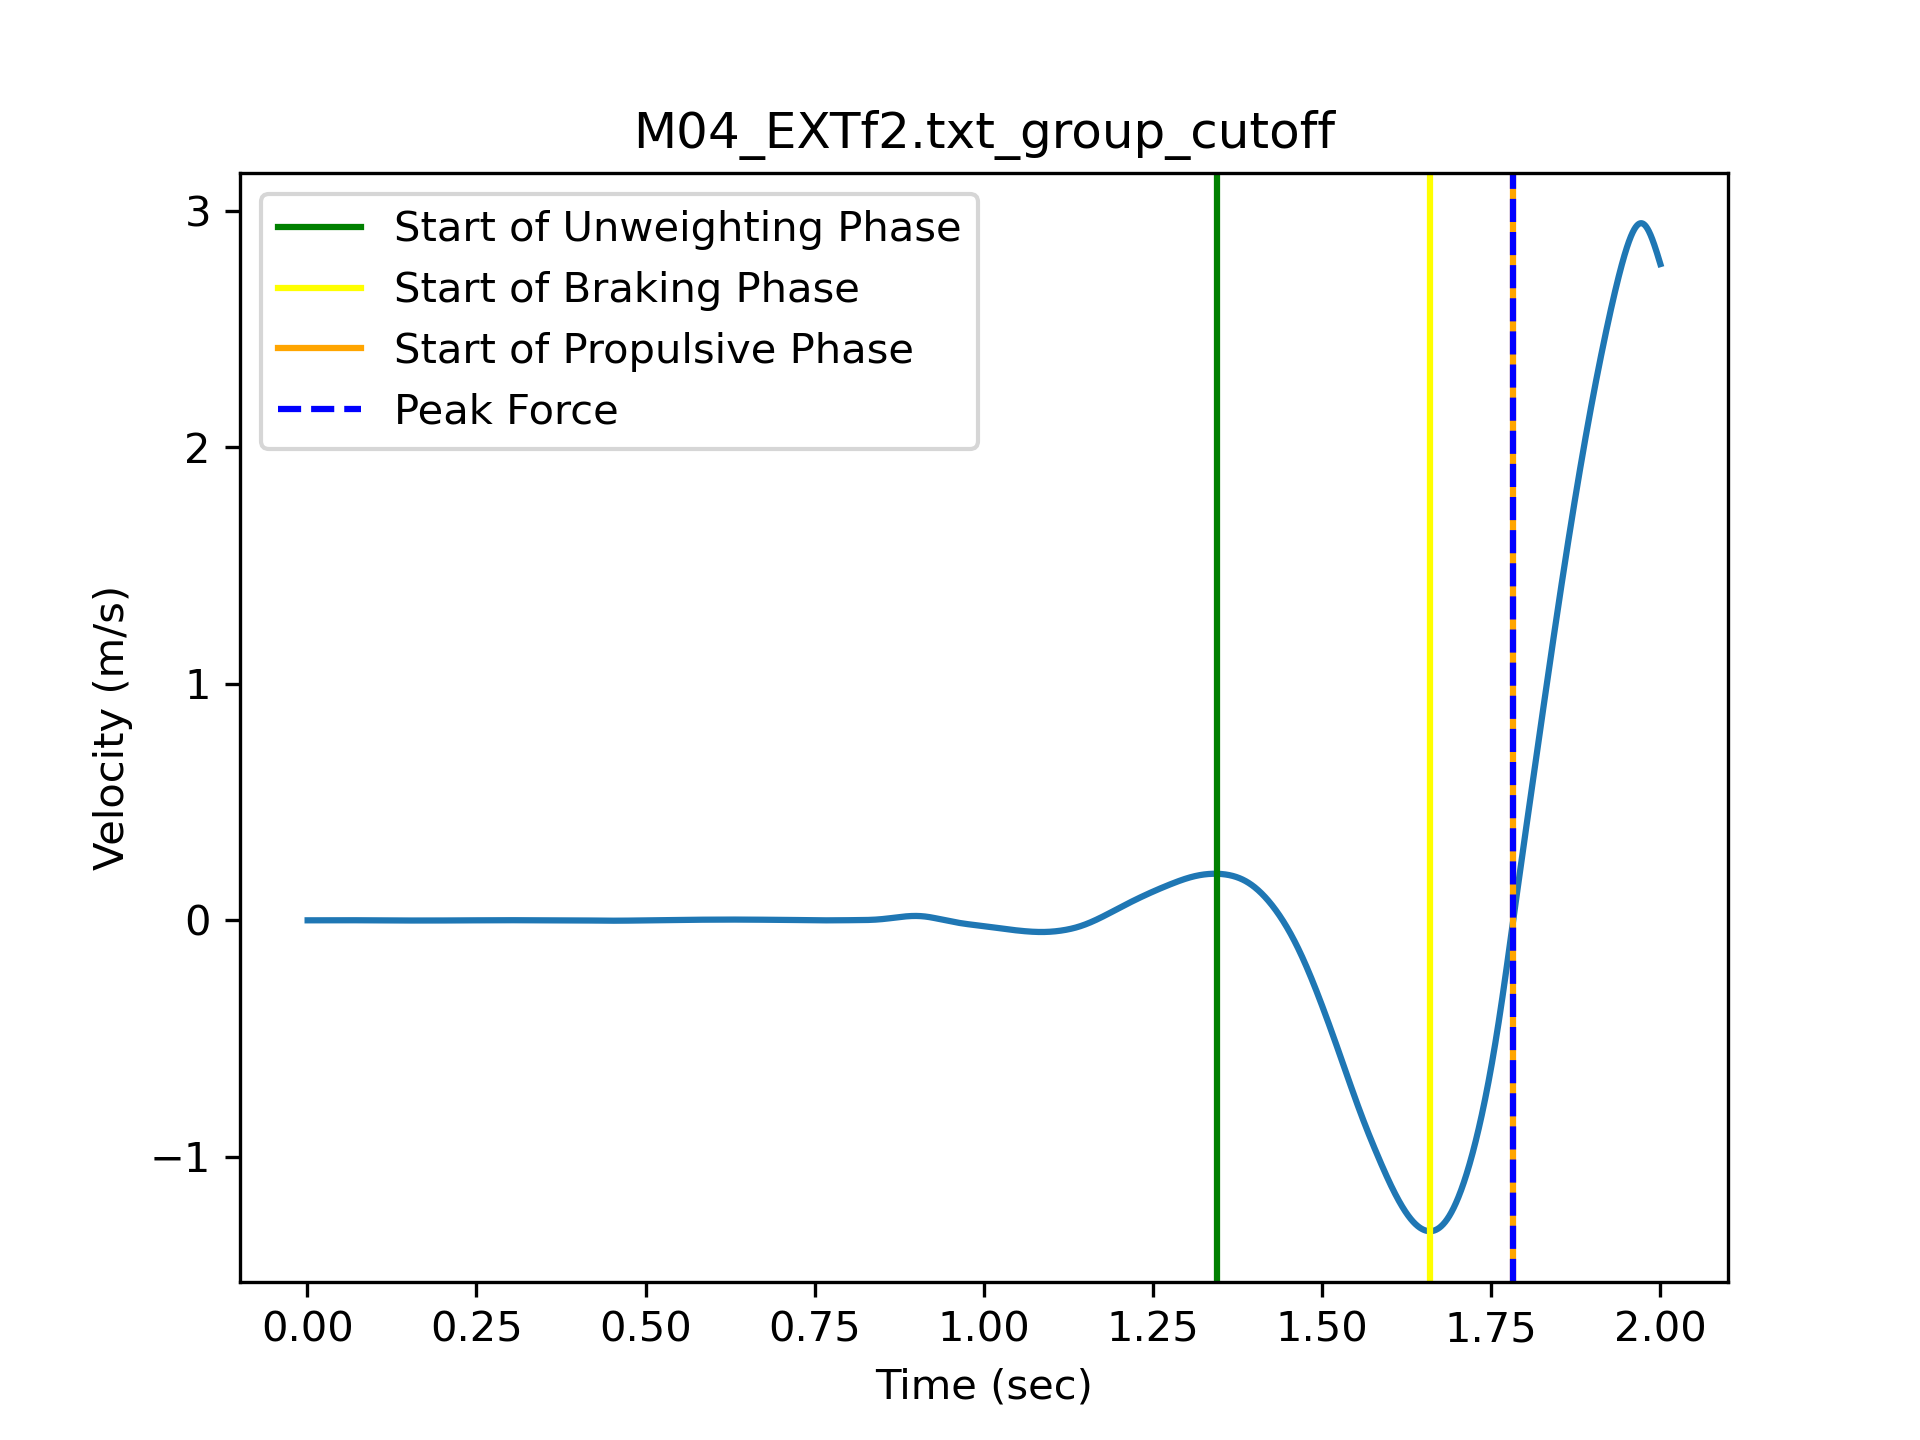 M04_EXTf2.txt_group_cutoff
Start of Unweighting Phase
Start of Braking Phase
Start of Propulsive Phase
Peak Force
3
2
1
0
−1
Velocity (m/s)
0.00 0.25 0.50 0.75 1.00 1.25 1.50 1.75 2.00
Time (sec)